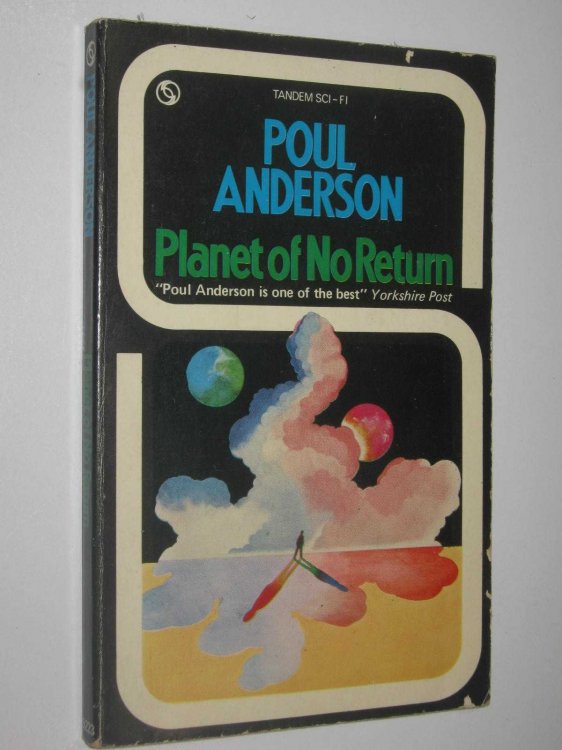 TANDEM SCI-FI
POUL
ANDERSON
Planet of No Return
"Poul Anderson is one of the best" Yorkshire Post
POUL ANDERSON